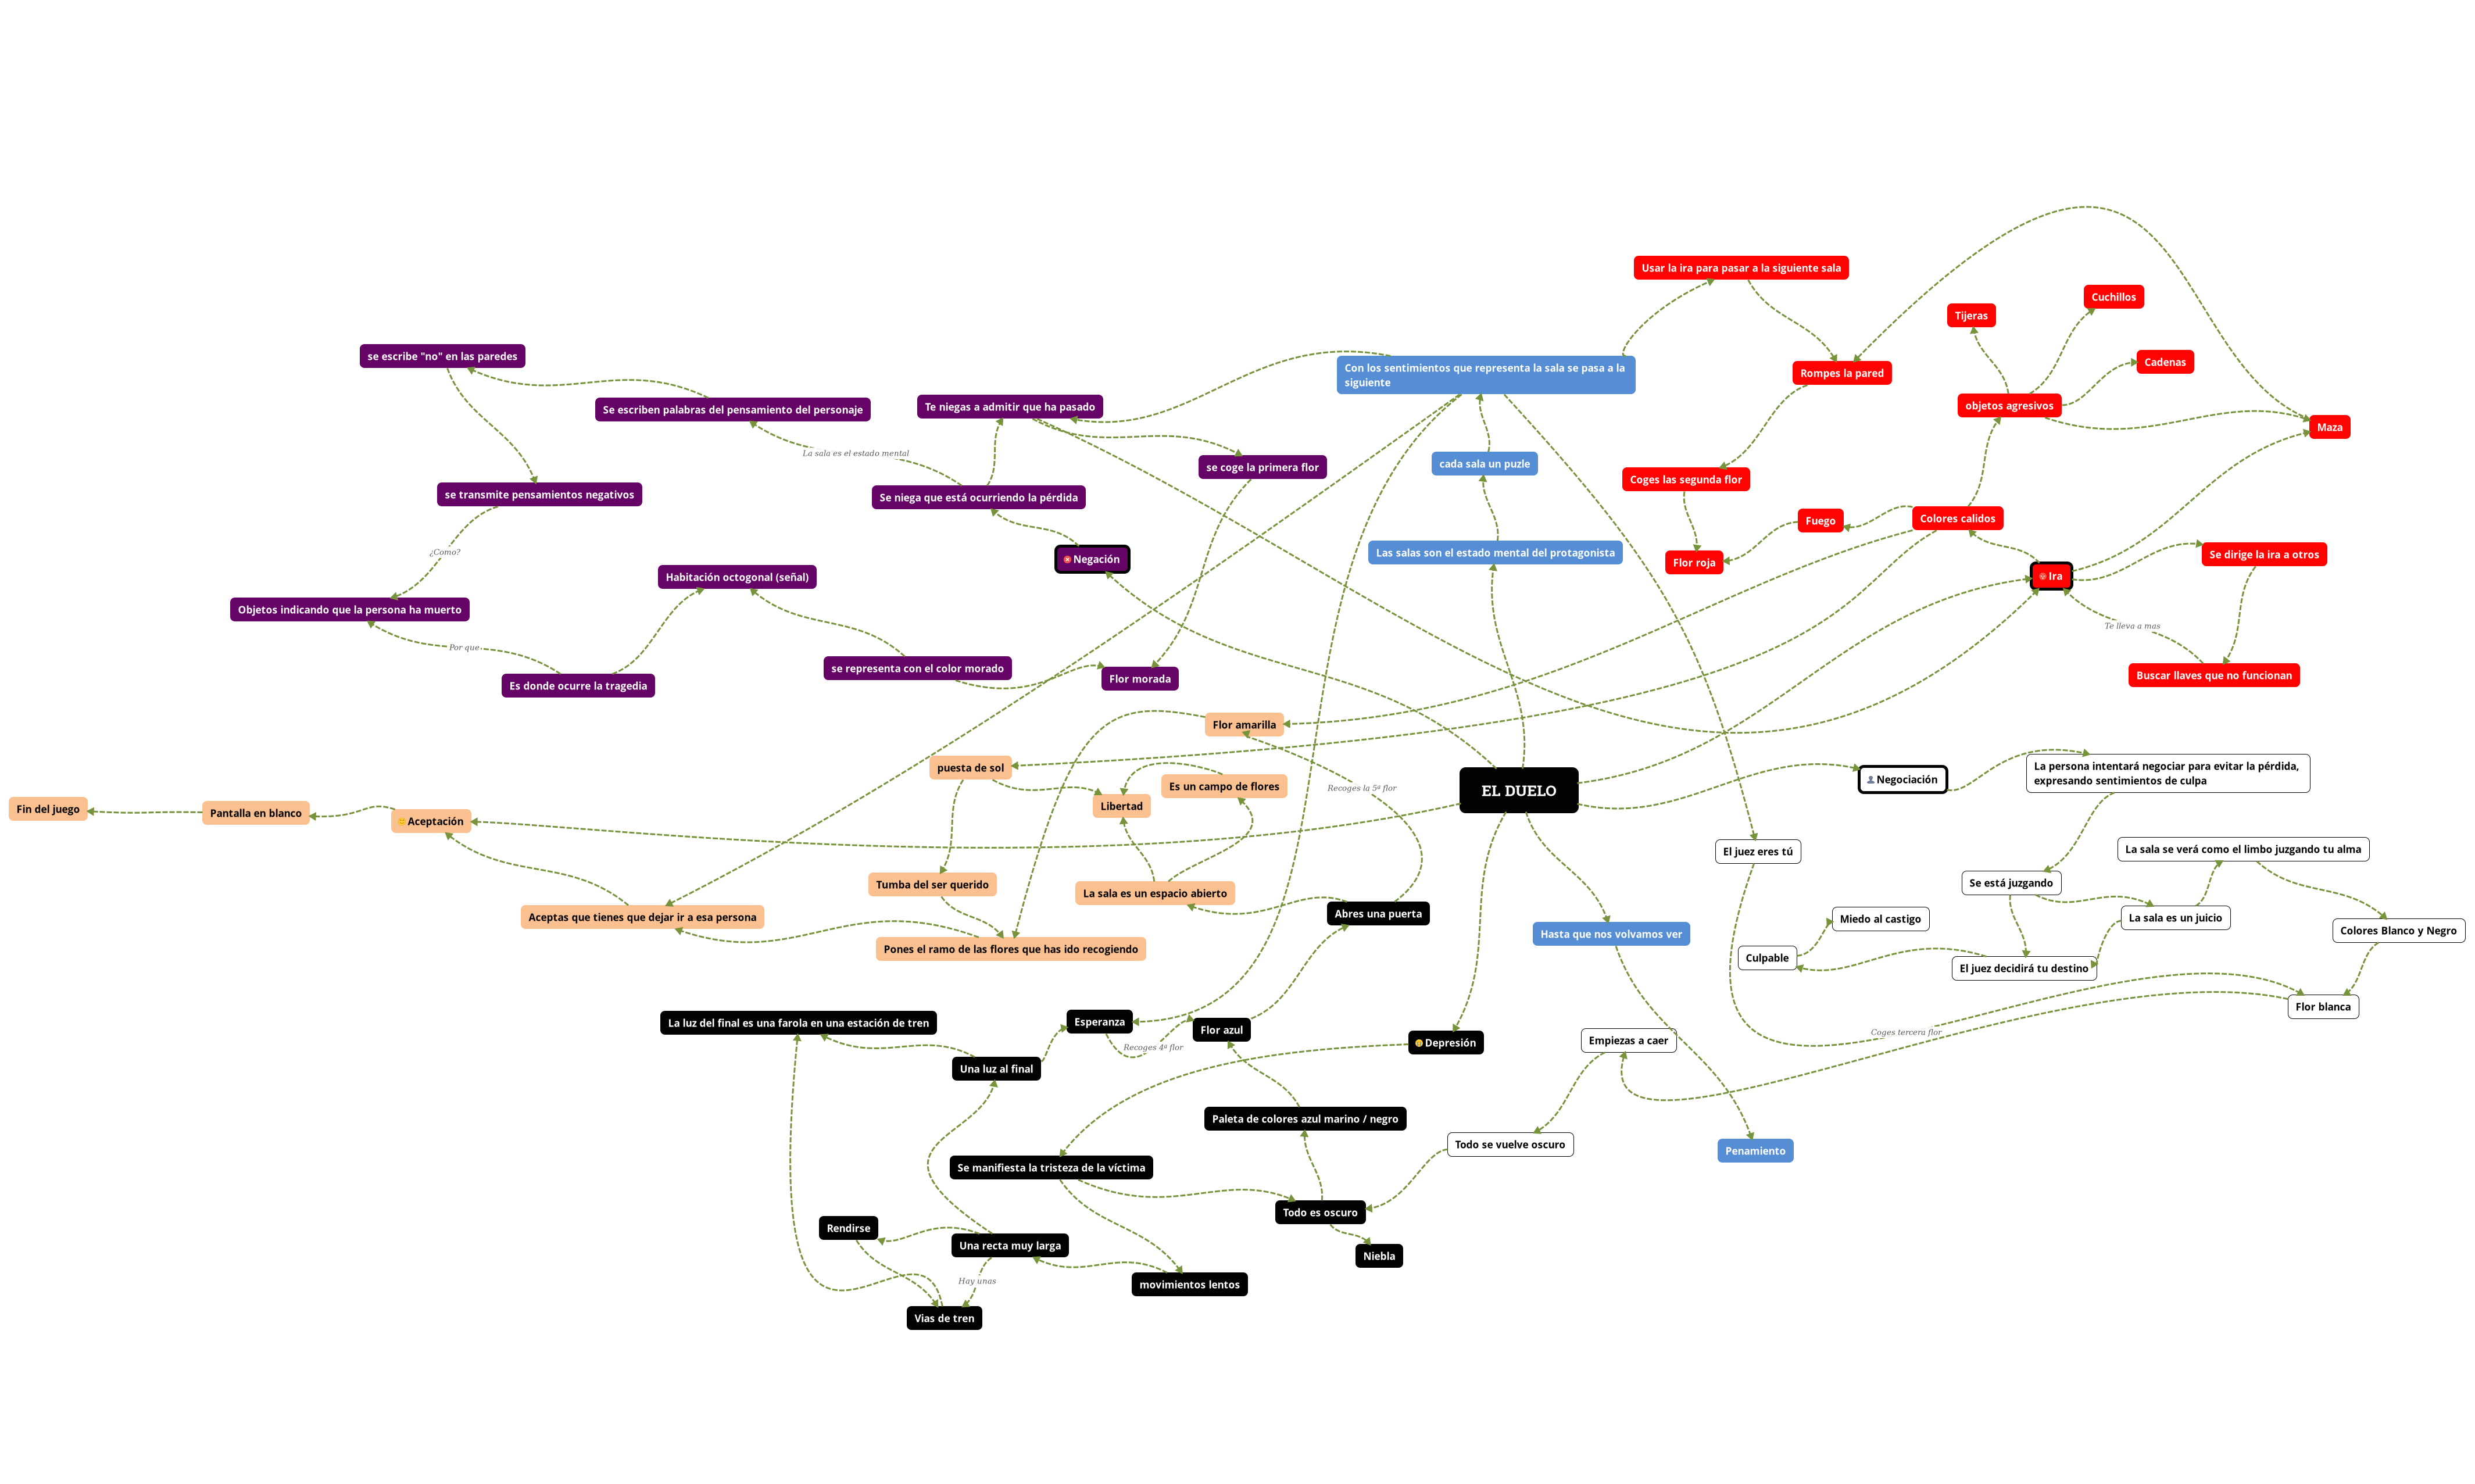 Usar la ira para pasar a la siguiente sala
Cuchillos
Tijeras
se escribe "no" en las paredes
Con los sentimientos que representa la sala se pasa a la
siguiente
Rompes la pared
Cadenas
Se escriben palabras del pensamiento del personaje
Te niegas a admitir que ha pasado
objetos agresivos
Maza
La sala es el estado mental
se coge la primera flor
cada sala un puzle
Coges las segunda flor
se transmite pensamientos negativos
Se niega que está ocurriendo la pérdida
Fuego
Colores calidos
¿Como?
Negación
Las salas son el estado mental del protagonista
Flor roja
Se dirige la ira a otros
Habitación octogonal (señal)
Ira
Objetos indicando que la persona ha muerto
Te lleva a mas
Por que
se representa con el color morado
Flor morada
Buscar llaves que no funcionan
Es donde ocurre la tragedia
Flor amarilla
puesta de sol
Es un campo de flores
Recoges la 5ª flor
EL DUELO
Negociación
La persona intentará negociar para evitar la pérdida,
expresando sentimientos de culpa
Fin del juego
Pantalla en blanco
Aceptación
Libertad
El juez eres tú
La sala se verá como el limbo juzgando tu alma
Tumba del ser querido
La sala es un espacio abierto
Se está juzgando
Aceptas que tienes que dejar ir a esa persona
Abres una puerta
Miedo al castigo
La sala es un juicio
Pones el ramo de las flores que has ido recogiendo
Hasta que nos volvamos ver
Culpable
Colores Blanco y Negro
El juez decidirá tu destino
Flor blanca
La luz del final es una farola en una estación de tren
Esperanza
Flor azul
Coges tercera flor
Recoges 4ª flor
Depresión
Empiezas a caer
Una luz al final
Paleta de colores azul marino / negro
Todo se vuelve oscuro
Penamiento
Se manifiesta la tristeza de la víctima
Todo es oscuro
Rendirse
Una recta muy larga
Niebla
Hay unas
movimientos lentos
Vias de tren